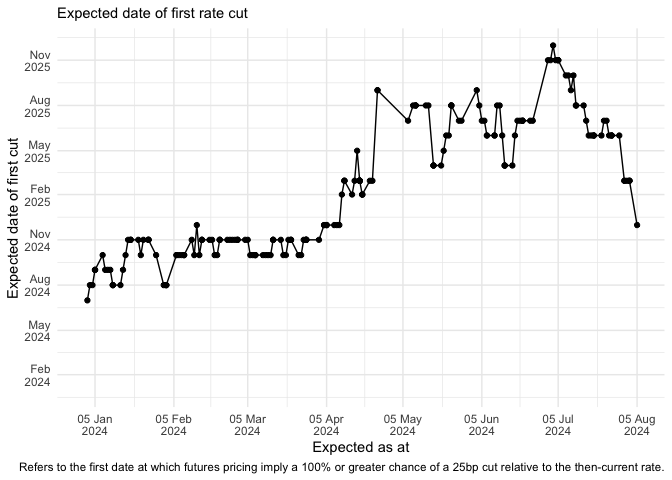 Expected date of first rate cut
Expected date of first cut
Nov
2025
Aug
2025
May
2025
Feb
2025
Nov
2024
Aug
2024
May
2024
Feb
2024
05 Jan
2024
05 Feb
2024
05 Mar
2024
05 Apr
2024
05 May
2024
05 Jun
2024
05 Jul
2024
05 Aug
2024
Expected as at
Refers to the first date at which futures pricing imply a 100% or greater chance of a 25bp cut relative to the then-current rate.